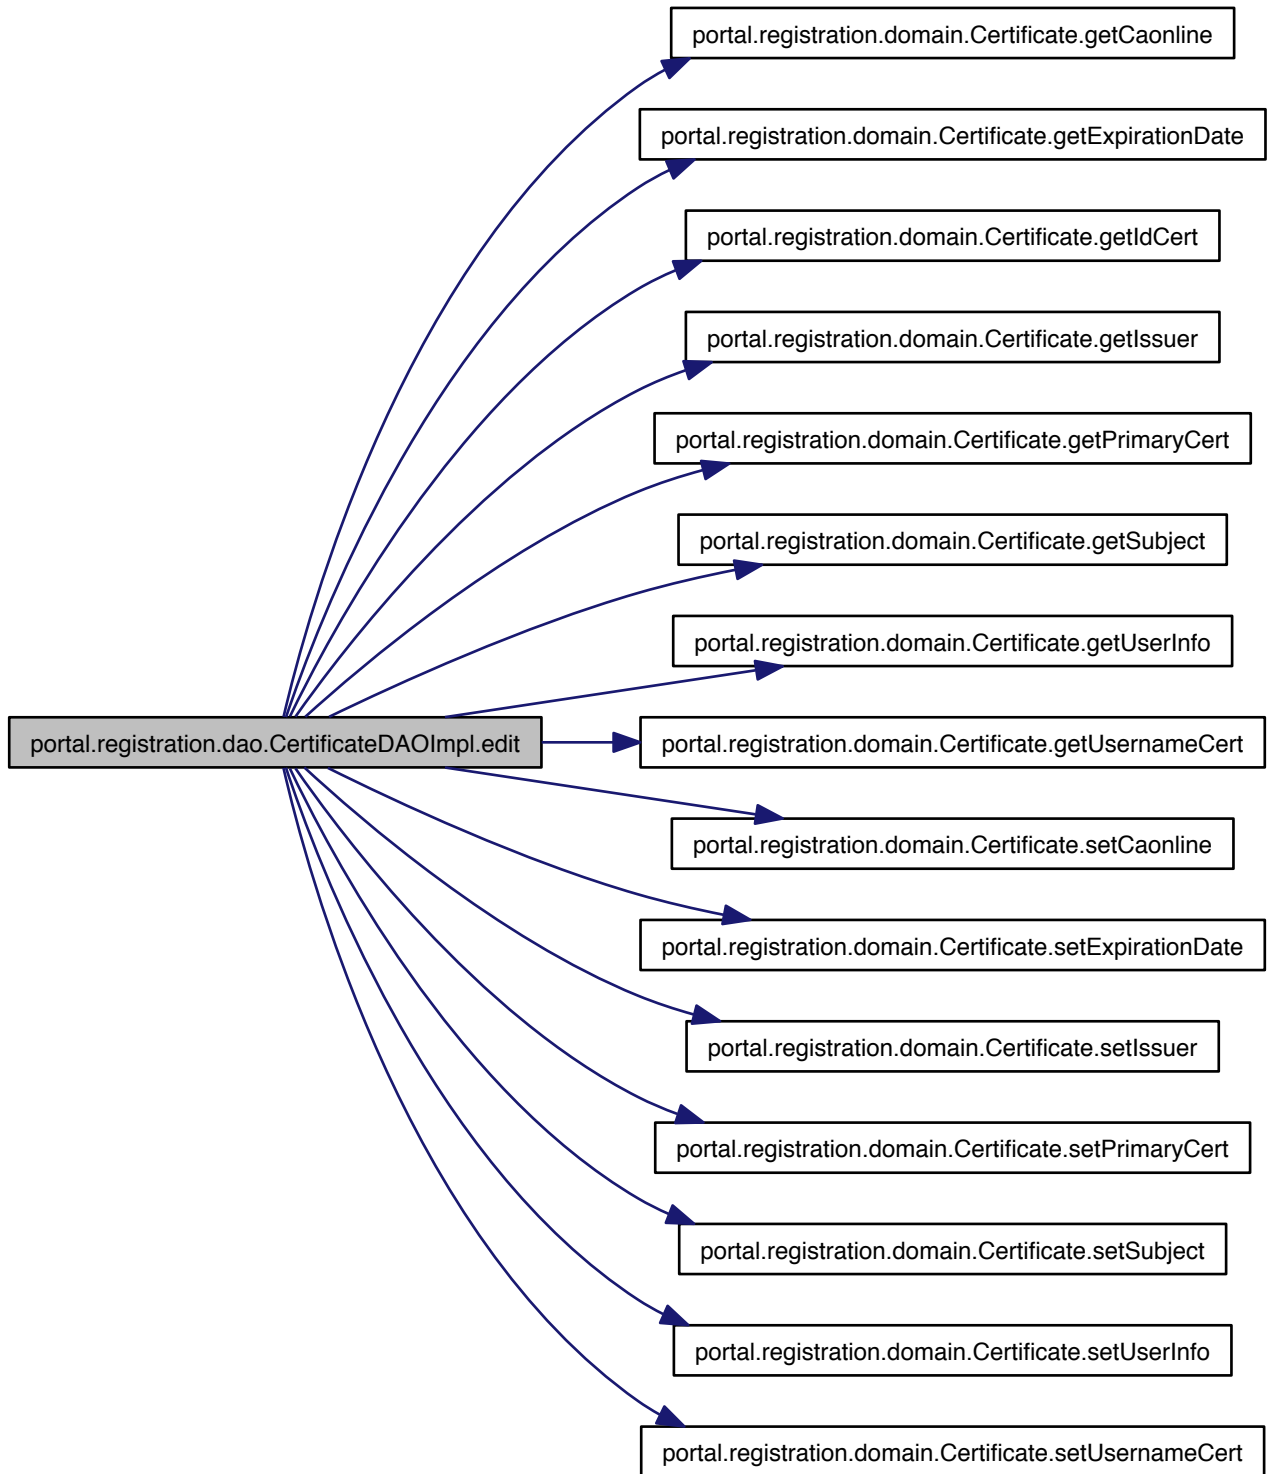 portal.registration.domain.Certificate.getCaonline
portal.registration.domain.Certificate.getExpirationDate
portal.registration.domain.Certificate.getIdCert
portal.registration.domain.Certificate.getIssuer
portal.registration.domain.Certificate.getPrimaryCert
portal.registration.domain.Certificate.getSubject
portal.registration.domain.Certificate.getUserInfo
portal.registration.dao.CertificateDAOImpl.edit
portal.registration.domain.Certificate.getUsernameCert
portal.registration.domain.Certificate.setCaonline
portal.registration.domain.Certificate.setExpirationDate
portal.registration.domain.Certificate.setIssuer
portal.registration.domain.Certificate.setPrimaryCert
portal.registration.domain.Certificate.setSubject
portal.registration.domain.Certificate.setUserInfo
portal.registration.domain.Certificate.setUsernameCert